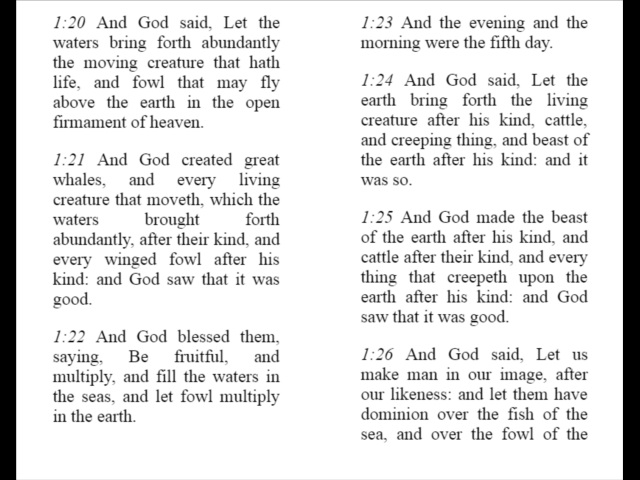 1:20 And God said, Let the
waters bring forth abundantly
the moving creature that hath
life, and fowl that may fly
above the earth in the open
firmament of heaven.
1:21 And God created great
whales, and every living
creature that moveth, which the
waters brought forth
abundantly, after their kind, and
every winged fowl after his
kind: and God saw that it was
good.
1:22 And God blessed them,
saying, Be fruitful, and
multiply, and fill the waters in
the seas, and let fowl multiply
in the earth.
1:23 And the evening and the
morning were the fifth day.
1:24 And God said, Let the
earth bring forth the living
creature after his kind, cattle,
and creeping thing, and beast of
the earth after his kind: and it
was so.
1:25 And God made the beast
of the earth after his kind, and
cattle after their kind, and every
thing that creepeth upon the
earth after his kind: and God
saw that it was good.
1:26 And God said, Let us
make man in our image, after
our likeness: and let them have
dominion over the fish of the
sea, and over the fowl of the